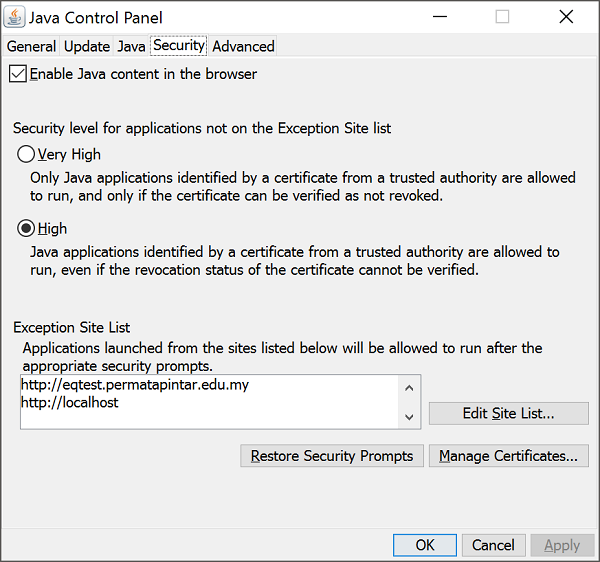 Java Control Panel
General Update Java Security Advanced
Enable Java content in the browser
Security level for applications not on the Exception Site list
Very High
Only Java applications identified by a certificate from a trusted authority are allowed
to run, and only if the certificate can be verified as not revoked.
High
Java applications identified by a certificate from a trusted authority are allowed to
run, even if the revocation status of the certificate cannot be verified.
Exception Site List
Applications launched from the sites listed below will be allowed to run after the
appropriate security prompts.
http://eqtest.permatapintar.edu.my
http://localhost
Edit Site List...
Restore Security Prompts Manage Certificates...
OK Cancel Apply